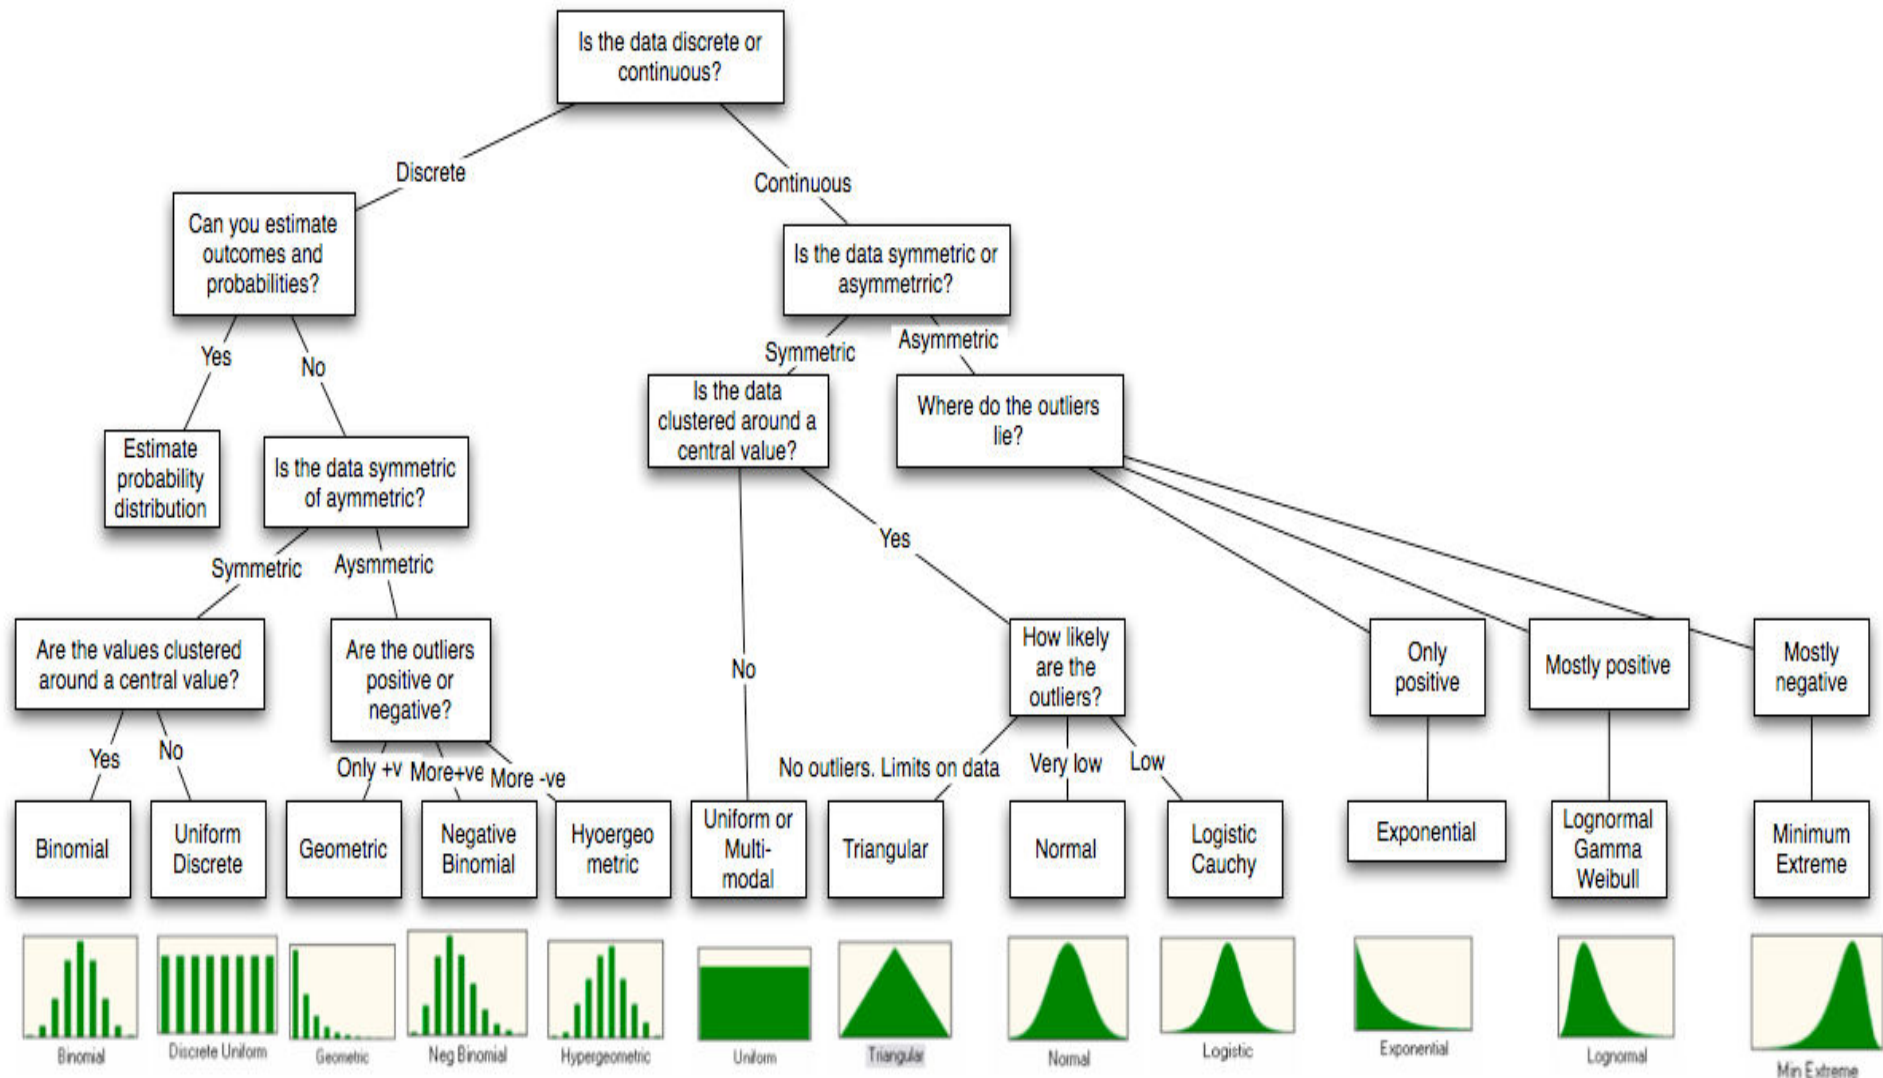 Is the data discrete or
continuous?
Discrete
Continuous
Can you estimate
outcomes and
probabilities?
Is the data symmetric or
asymmetrric?
Yes
No
Symmetric
Asymmetric
Estimate
probability
distribution
Is the data symmetric
of aymmetric?
Is the data
clustered around a
central value?
Where do the outliers
lie?
Symmetric
Aysmmetric
Yes
No
Are the values clustered
around a central value?
Are the outliers
positive or
negative?
How likely
are the
outliers?
Only
positive
Mostly positive
Mostly
negative
Yes
No
Only +v
More+ve
More -ve
No outliers. Limits on data
Very low
Low
Binomial
Uniform
Discrete
Geometric
Negative
Binomial
Hyoergeo
metric
Uniform or
Multi-
modal
Triangular
Normal
Logistic
Cauchy
Exponential
Lognormal
Gamma
Weibull
Minimum
Extreme
Binomial
Discrete Uniform
Geometric
Neg Binomial
Hypergeometric
Uniform
Triangular
Normal
Logistic
Exponential
Lognormal
Min Extreme